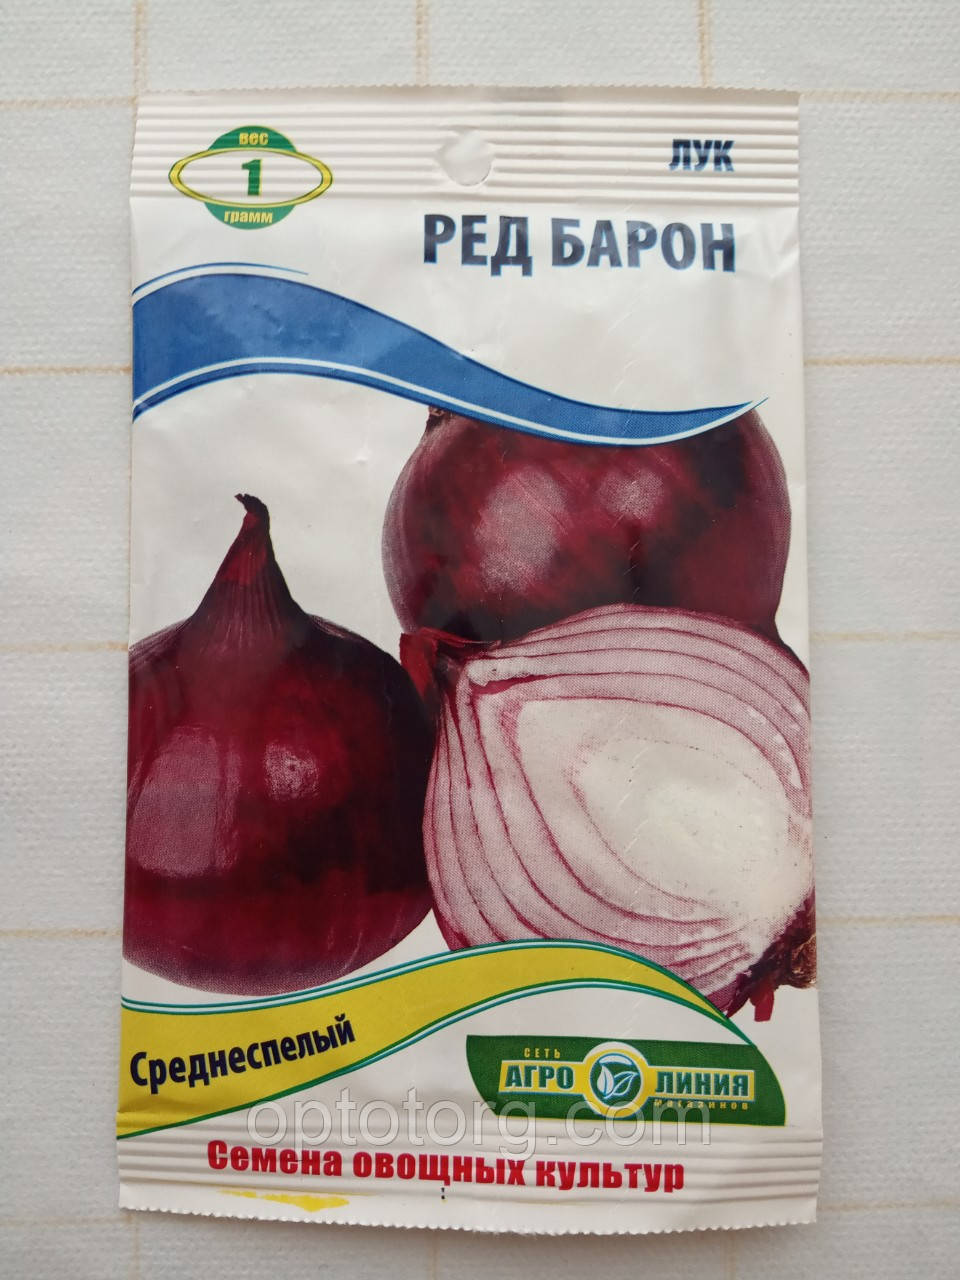 вес
1
грамм
ЛУК
РЕД БАРОН
Среднеспелый
СЕТЬ
АГРО ЛИНИЯ
магазинов
optotorg.com
Семена овощных культур